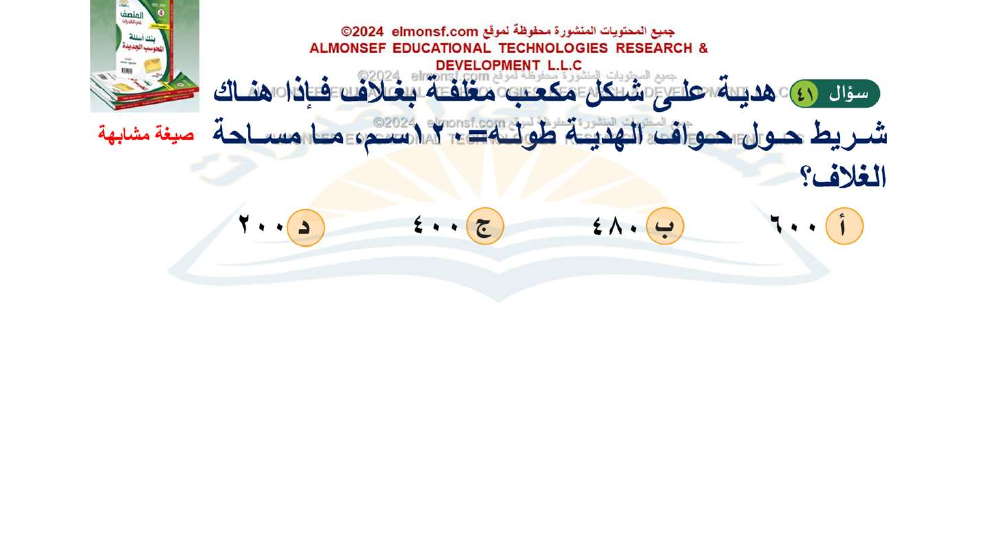 جميع المحتويات المنشورة محفوظة لموقع elmonsf.com ©2024
ALMONSEF EDUCATIONAL TECHNOLOGIES RESEARCH &
DEVELOPMENT L.L.C
سؤال ٤١ هدية على شكل مكعب مغلفة بغلاف فإذا هناك
شريط حول حواف الهدية طوله=١٢٠سم، ما مساحة
الغلاف؟
صيغة مشابهة
أ ٦٠٠ ب ٤٨٠ ج ٤٠٠ د ٢٠٠
المنصف
بنك أسئلة
المحوسب الجديدة